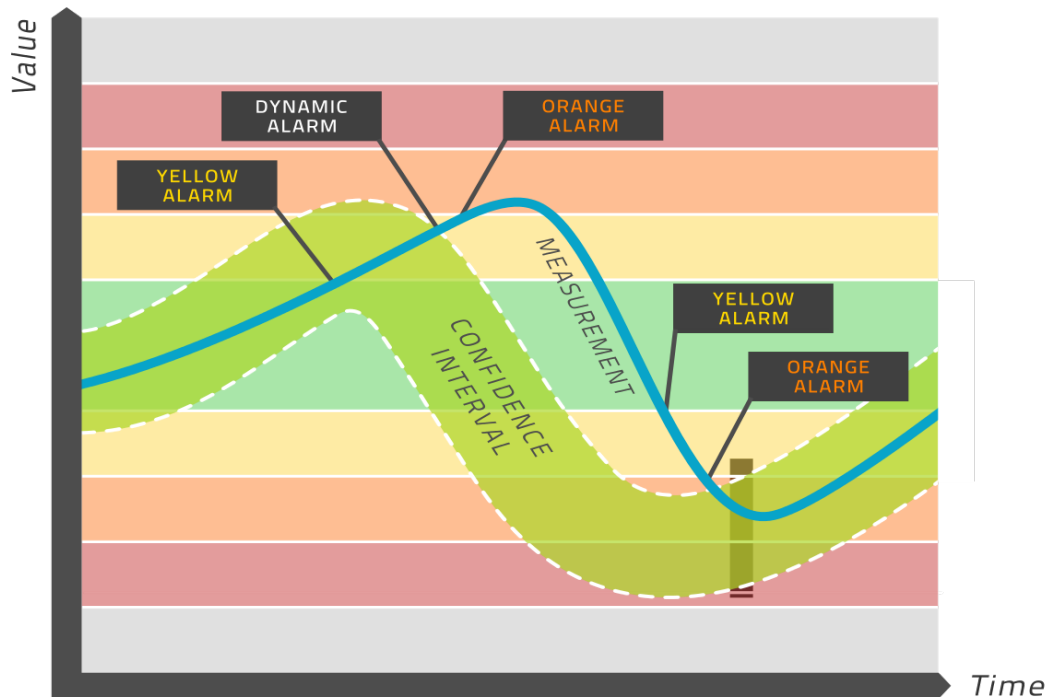 Value
DYNAMIC
ALARM
ORANGE
ALARM
YELLOW
ALARM
MEASUREMENT
YELLOW
ALARM
CONFIDENCE
INTERVAL
ORANGE
ALARM
Time